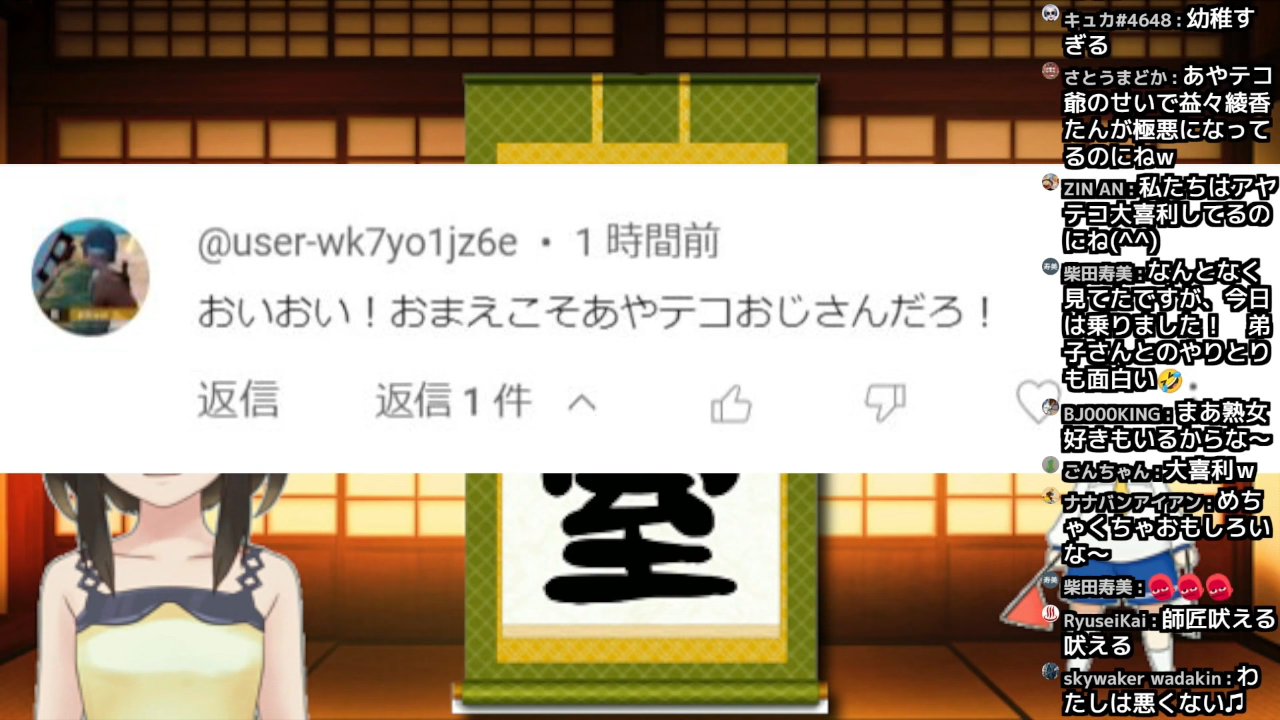 @user-wk7yo1jz6e • 1 時間前
おいおい！おまえこそあやテコおじさんだろ！
返信
返信 1 件
室
キュカ#4648 : 幼稚す
ぎる
さとうまどか : あやテコ
爺のせいで益々綾香
たんが極悪になって
るのにねw
ZIN AN : 私たちはアヤ
テコ大喜利してるの
にね(^^)
寿美
柴田寿美 : なんとなく
見てたですが、今日
は乗りました！ 弟
子さんとのやりとり
も面白い🤣
BJ000KING : まあ熟女
好きもいるからな〜
ごんちゃん : 大喜利w
ナナバンアイアン : めち
ゃくちゃおもしろい
な〜
寿美
柴田寿美 :
RyuseiKai : 師匠吠える
吠える
skywaker wadakin : わ
たしは悪くない♫